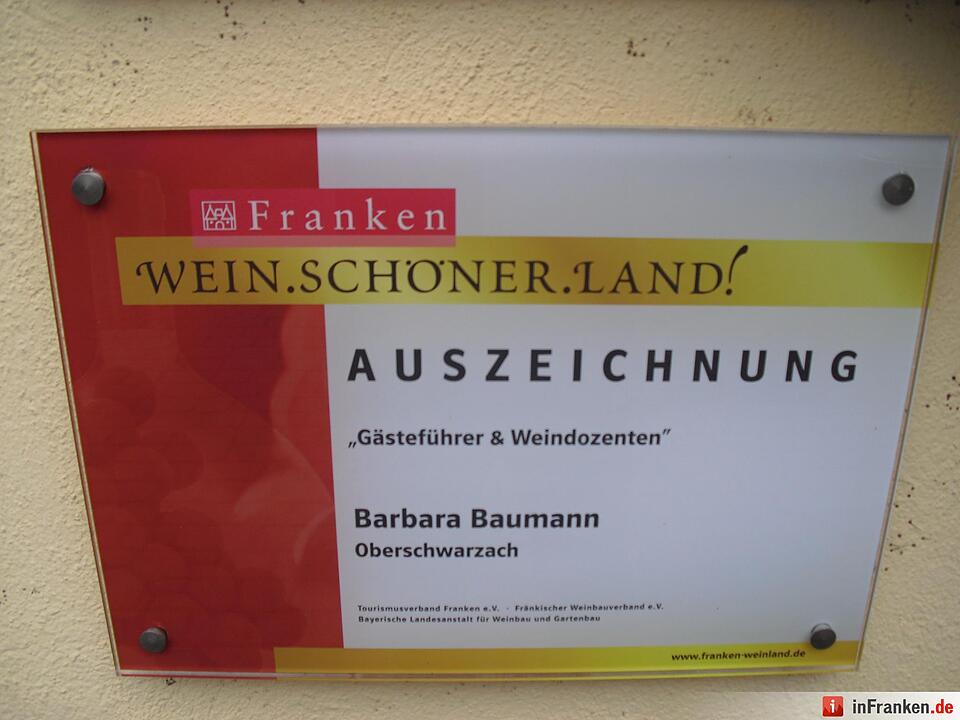 Franken
WEIN.SCHÖNER.LAND!
AUSZEICHNUNG
„Gästeführer & Weindozenten”
Barbara Baumann
Oberschwarzach
Tourismusverband Franken e.V. · Fränkischer Weinbauverband e.V.
Bayerische Landesanstalt für Weinbau und Gartenbau
www.franken-weinland.de
i inFranken.de